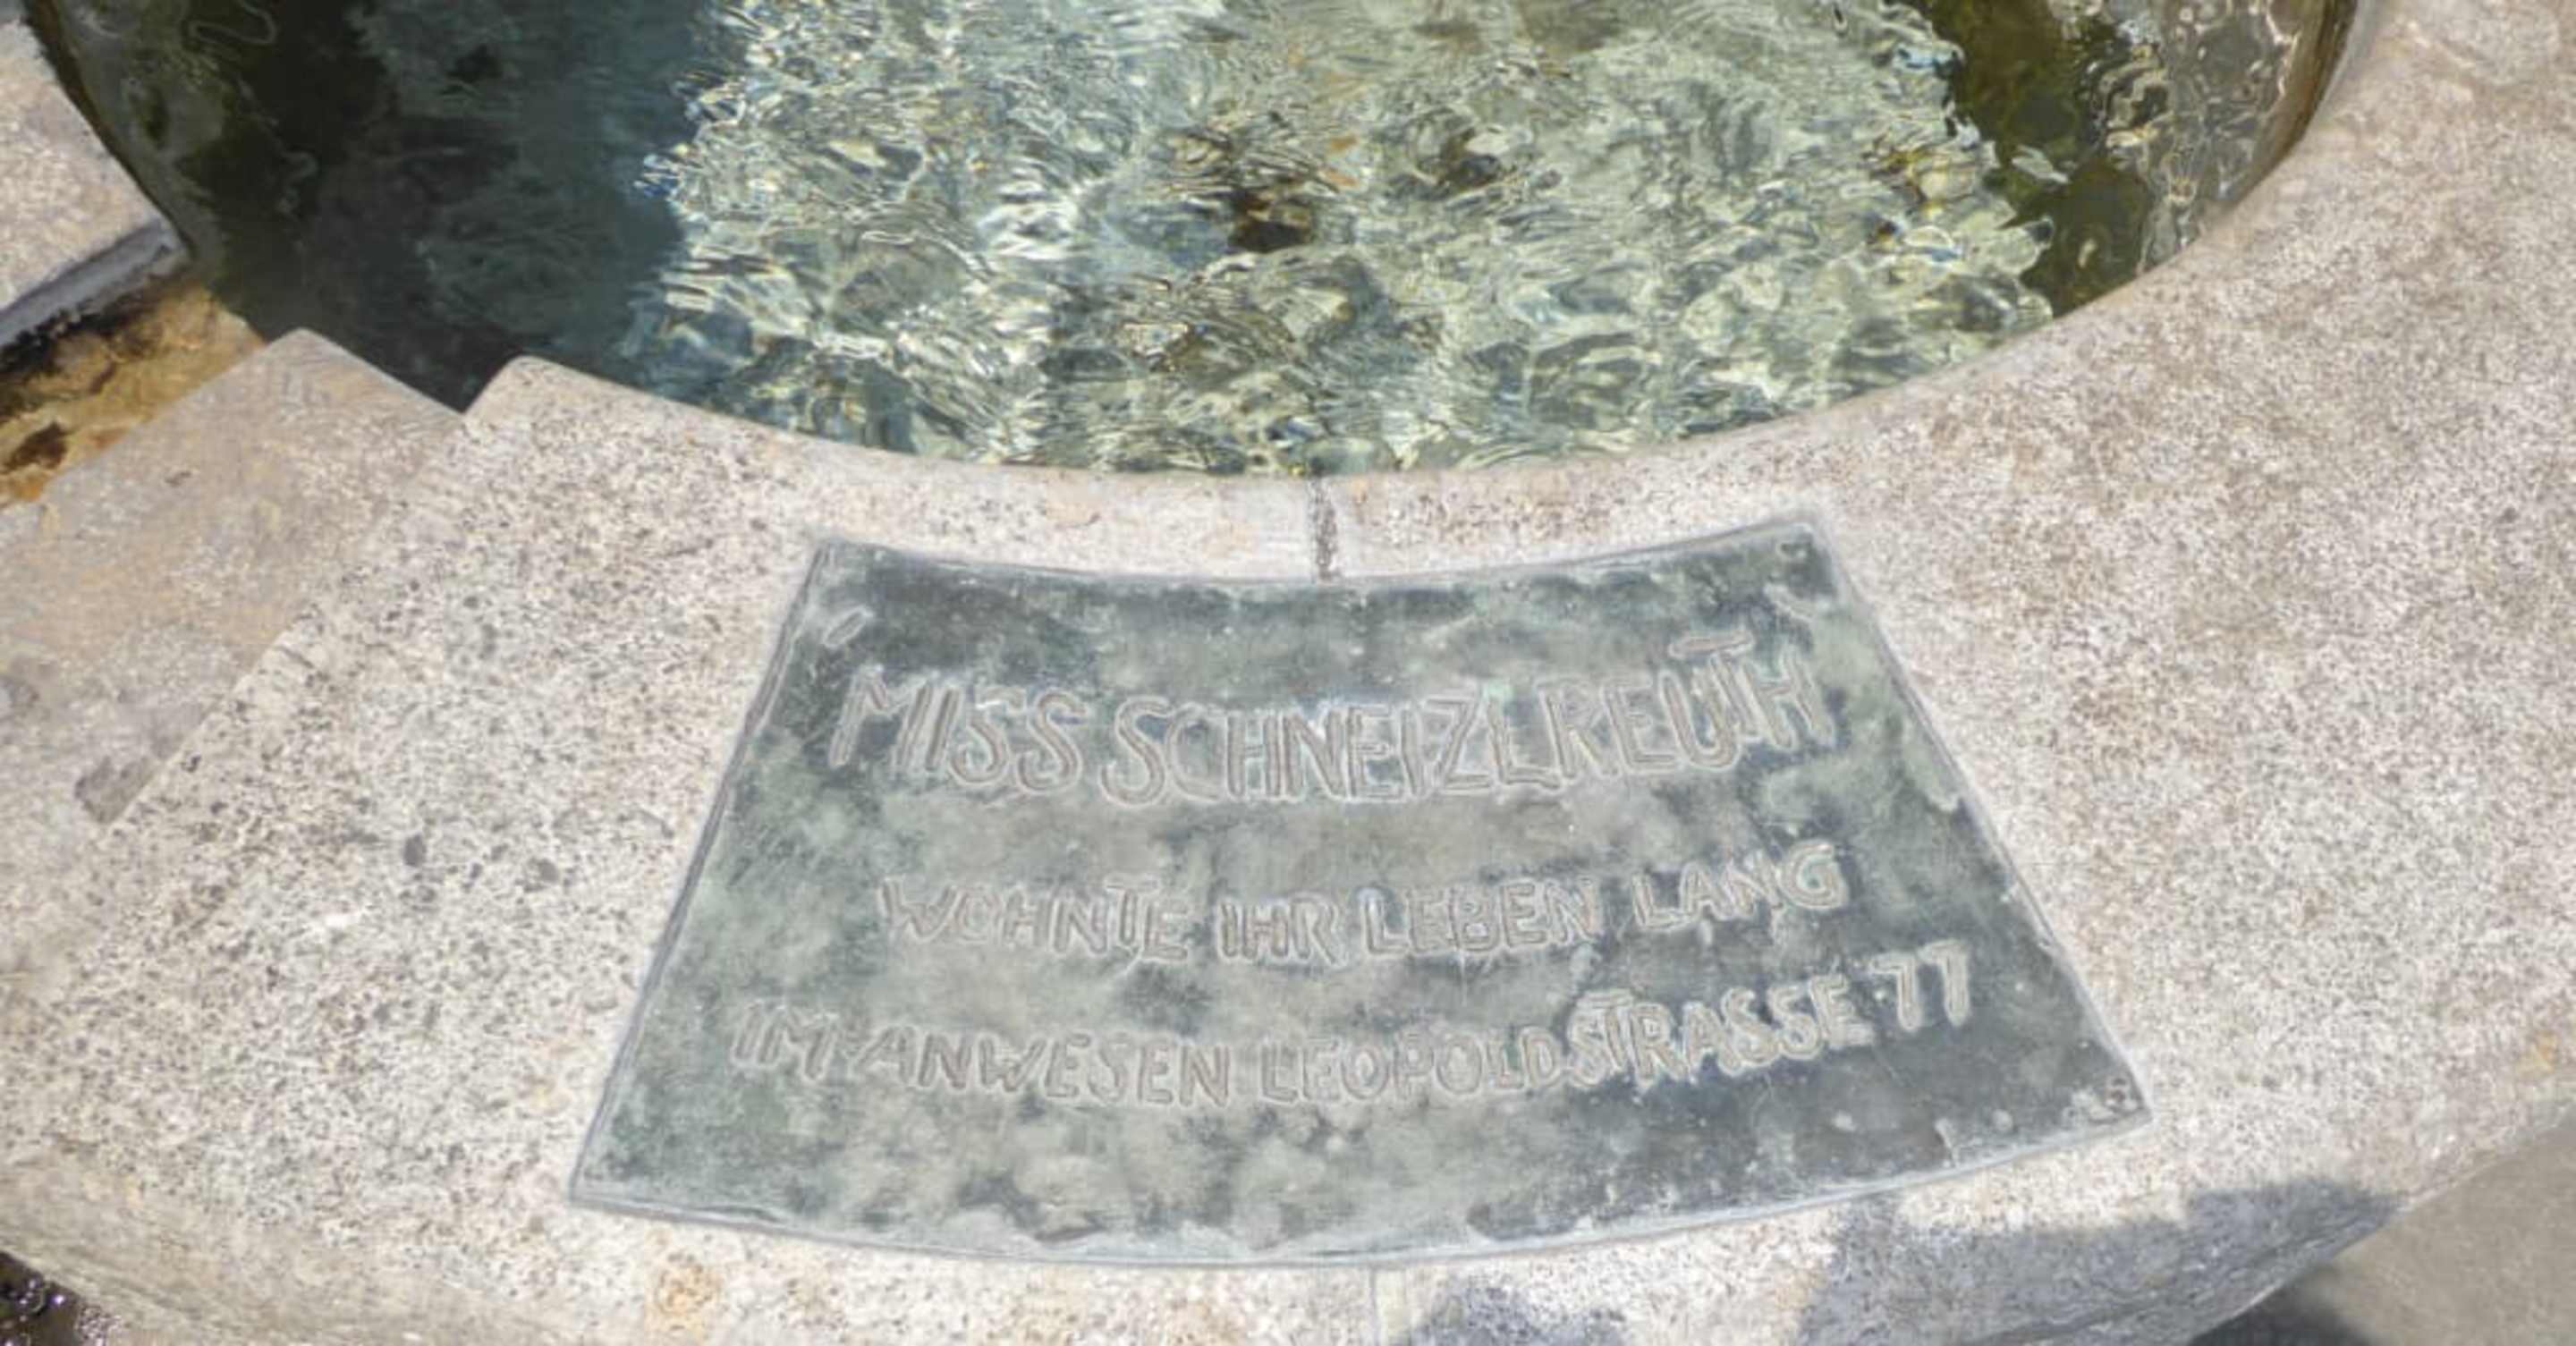 MISS SCHNEIZLREUTH
WOHNTE IHR LEBEN LANG
IM ANWESEN LEOPOLDSTRASSE 77